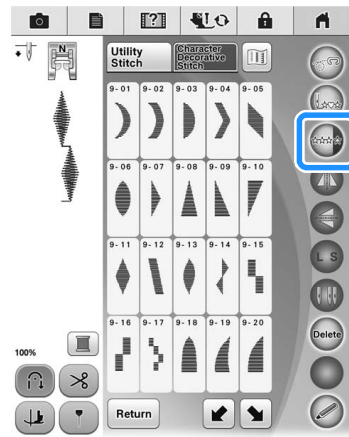 N
Utility
Stitch
Character
Decorative
Stitch
9-01 9-02 9-03 9-04 9-05
9-06 9-07 9-08 9-09 9-10
9-11 9-12 9-13 9-14 9-15
L S
9-16 9-17 9-18 9-19 9-20
Delete
100%
Return